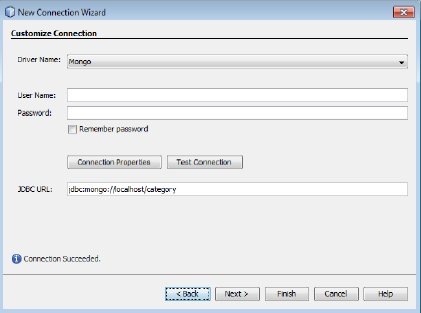 New Connection Wizard
Customize Connection
Driver Name: Mongo
User Name:
Password:
Remember password
Connection Properties Test Connection
JDBC URL: jdbc:mongo://localhost/category
Connection Succeeded.
< Back Next > Finish Cancel Help